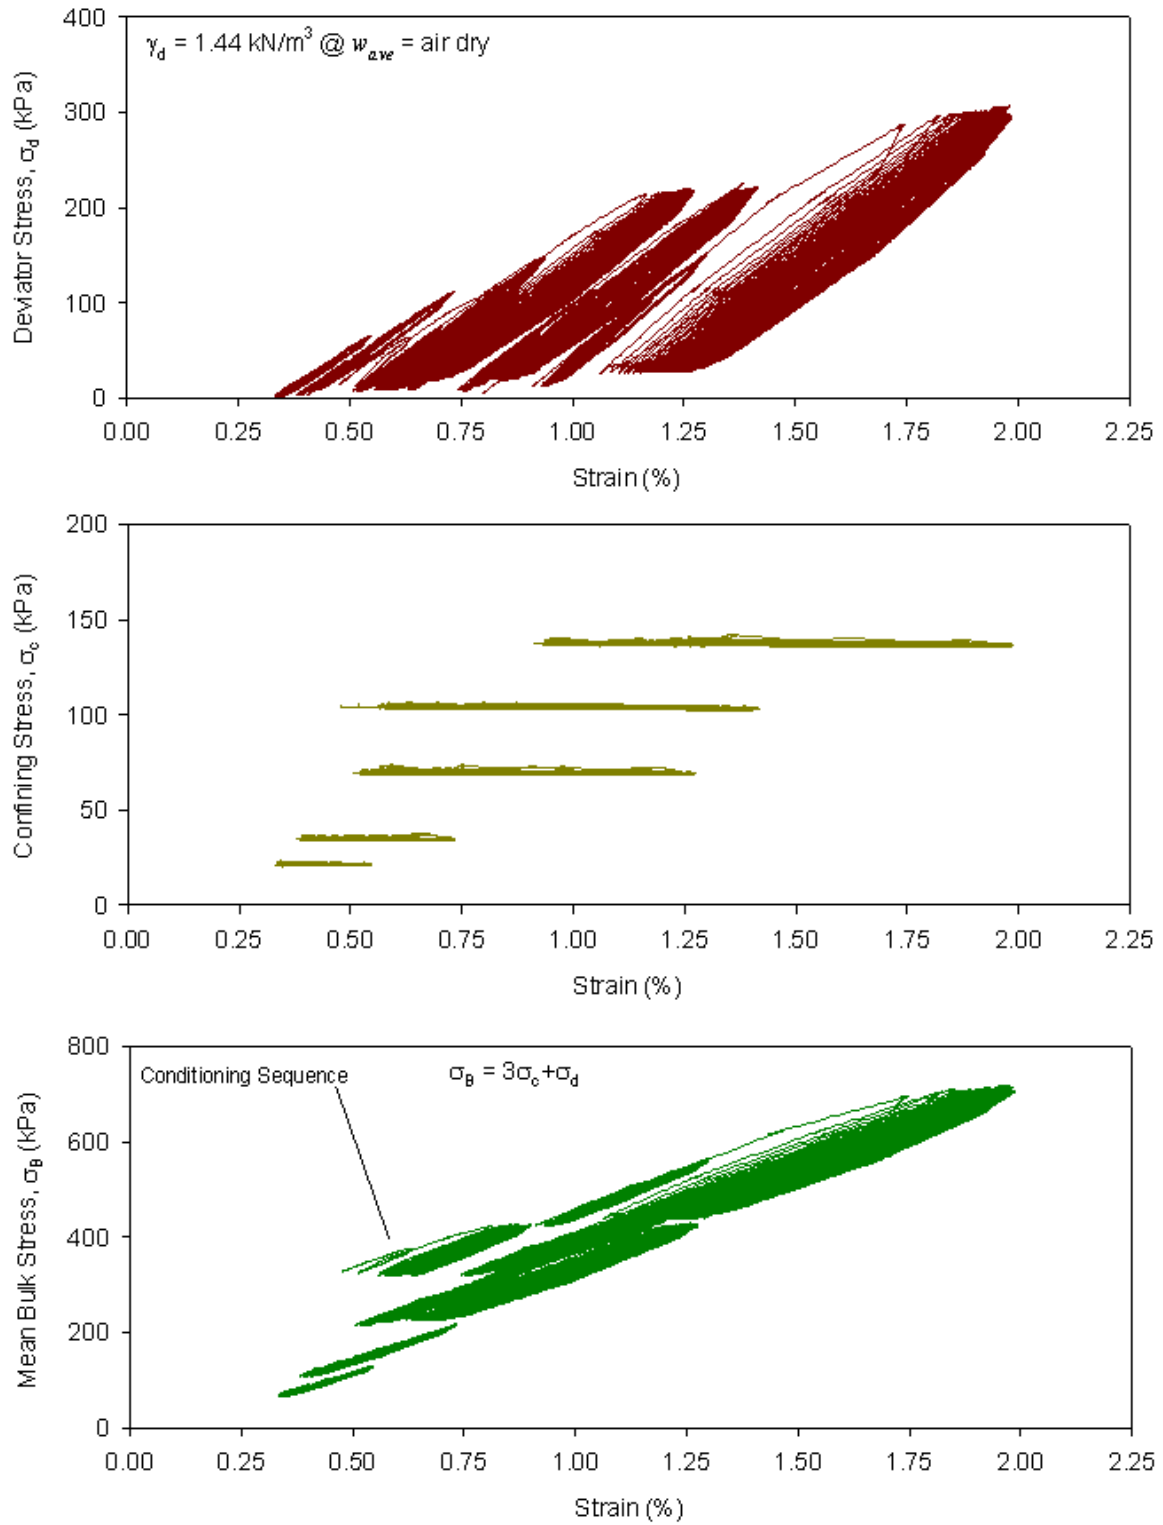 400
300
200
100
0
Deviator Stress, σd (kPa)
γd = 1.44 kN/m³ @ wave = air dry
0.00 0.25 0.50 0.75 1.00 1.25 1.50 1.75 2.00 2.25
Strain (%)
200
150
100
50
0
Confining Stress, σc (kPa)
0.00 0.25 0.50 0.75 1.00 1.25 1.50 1.75 2.00 2.25
Strain (%)
800
600
400
200
0
Mean Bulk Stress, σB (kPa)
Conditioning Sequence
σB = 3σc+σd
0.00 0.25 0.50 0.75 1.00 1.25 1.50 1.75 2.00 2.25
Strain (%)